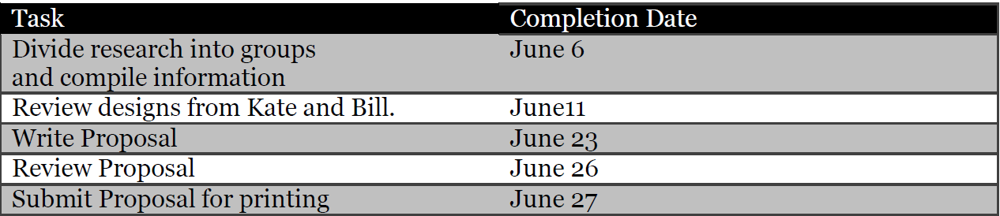 Task Completion Date
Divide research into groups June 6
and compile information
Review designs from Kate and Bill. June11
Write Proposal June 23
Review Proposal June 26
Submit Proposal for printing June 27